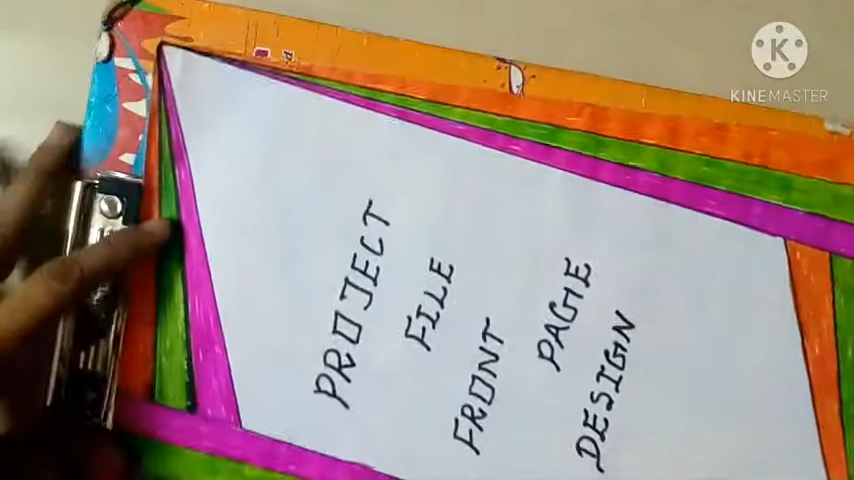 PROJECT
FILE
FRONT PAGE
DESIGN
K
KINEMASTER